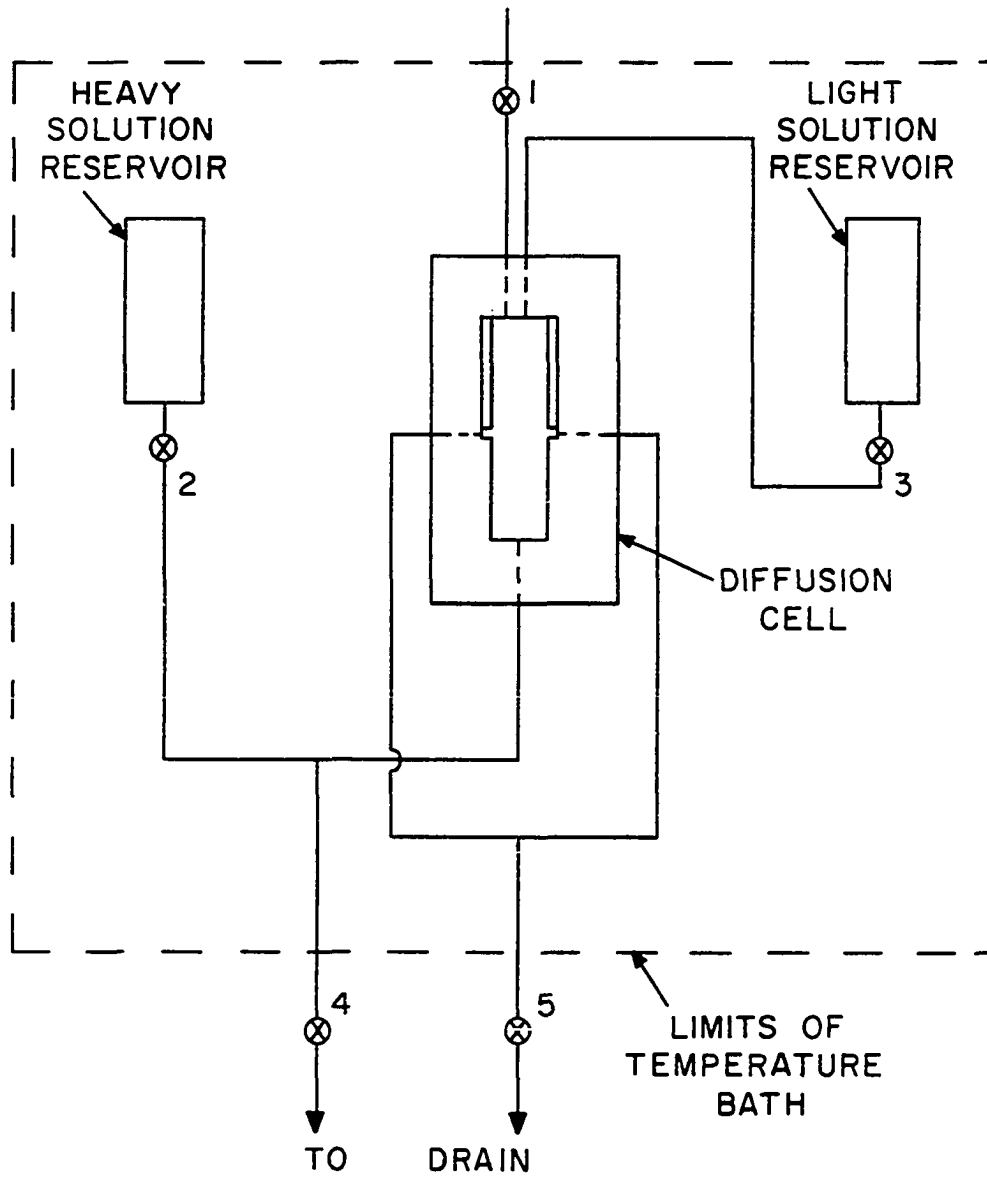 HEAVY
SOLUTION
RESERVOIR
1
LIGHT
SOLUTION
RESERVOIR
2
3
DIFFUSION
CELL
4
5
LIMITS OF
TEMPERATURE
BATH
TO DRAIN